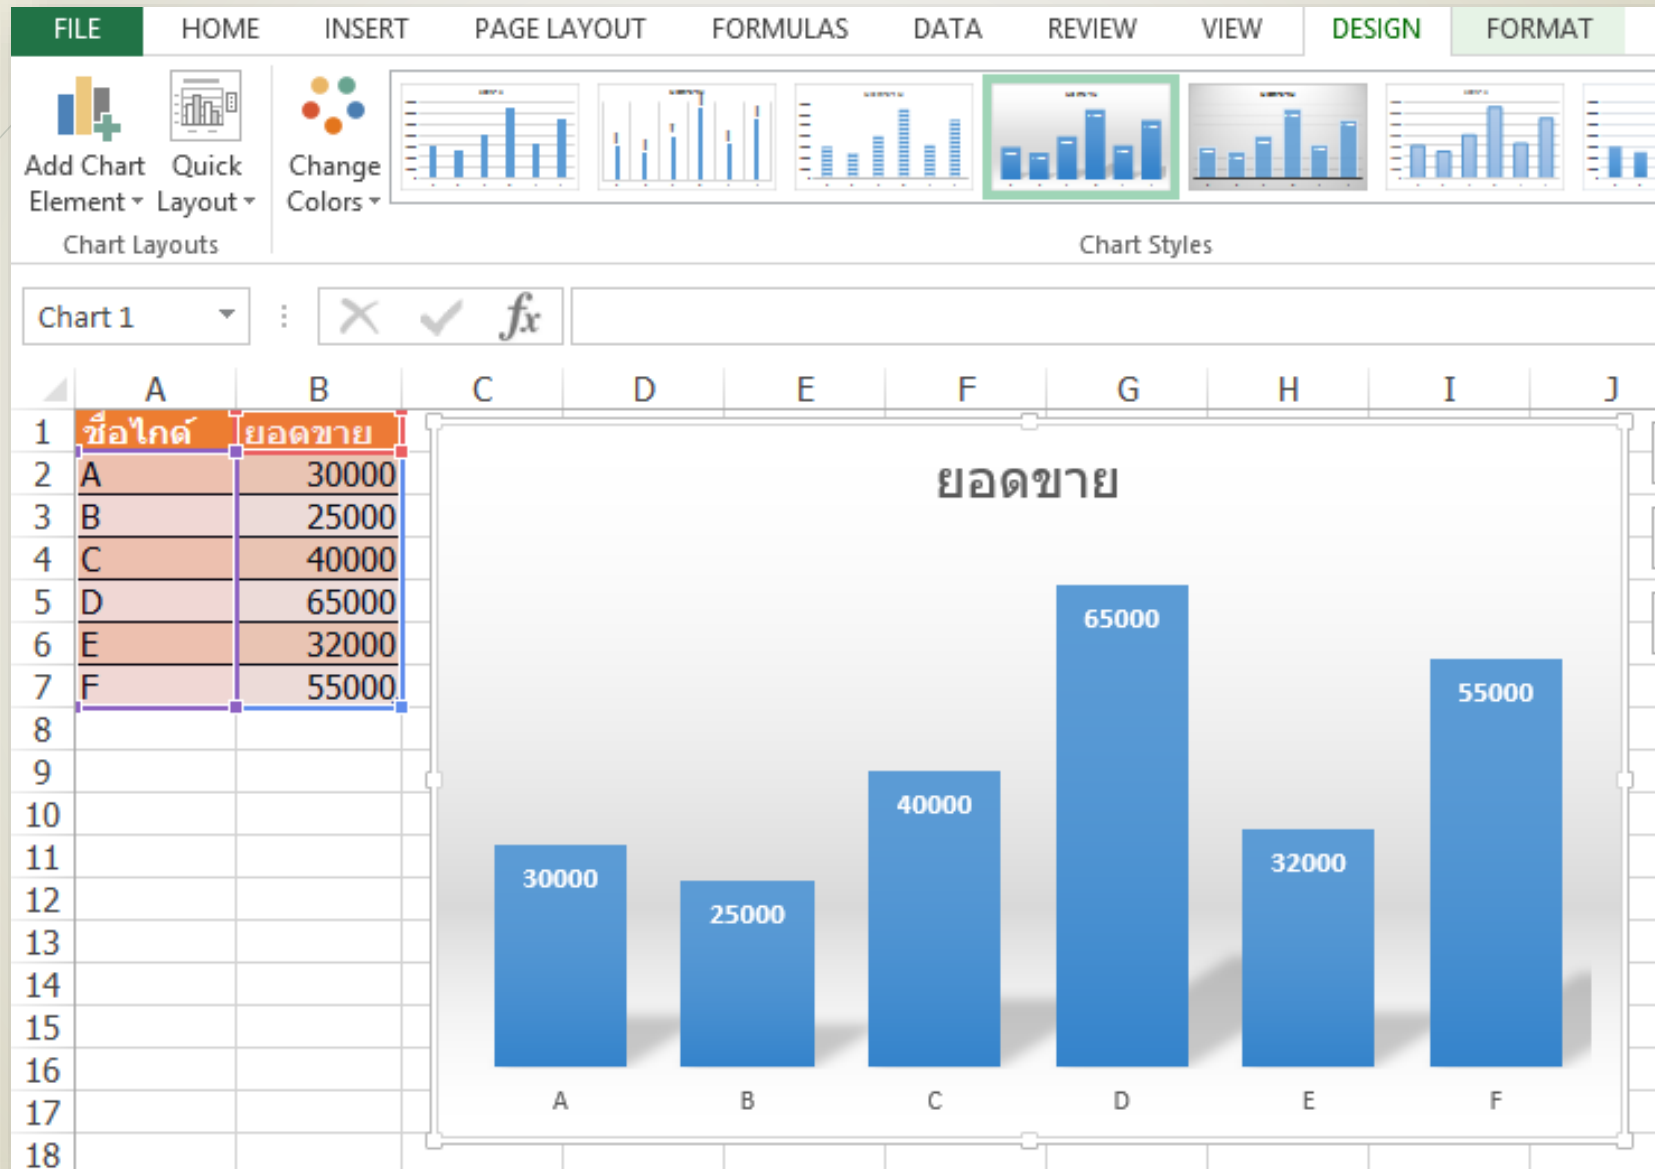 FILE HOME INSERT PAGE LAYOUT FORMULAS DATA REVIEW VIEW DESIGN FORMAT
Add Chart Element
Quick Layout
Change Colors
Chart Layouts
Chart Styles
Chart 1
fx
A B C D E F G H I J
1 ชื่อไกด์ ยอดขาย
2 A 30000
3 B 25000
4 C 40000
5 D 65000
6 E 32000
7 F 55000
8
9
10
11
12
13
14
15
16
17
18
ยอดขาย
30000 25000 40000 65000 32000 55000
A B C D E F